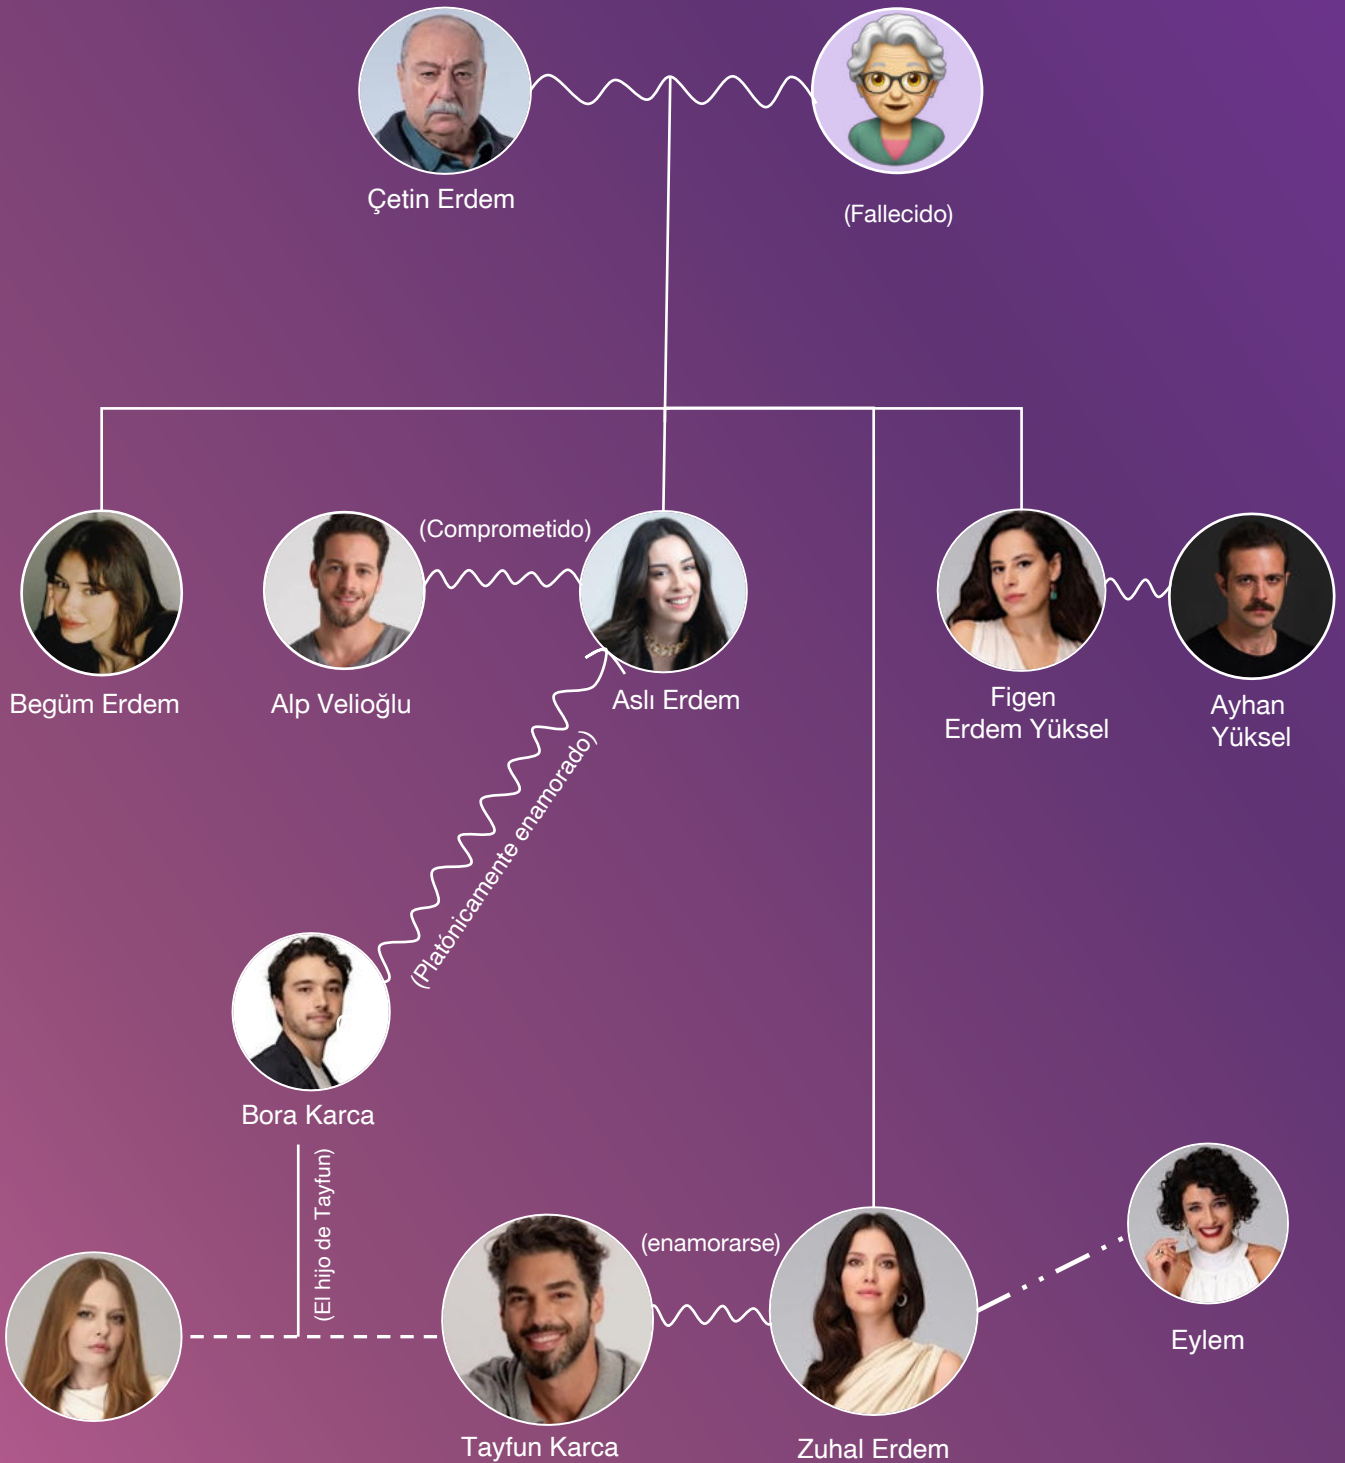 Çetin Erdem
(Fallecido)
(Comprometido)
Begüm Erdem
Alp Velioğlu
Aslı Erdem
Figen
Erdem Yüksel
Ayhan
Yüksel
(Platónicamente enamorado)
Bora Karca
(El hijo de Tayfun)
(enamorarse)
Eylem
Tayfun Karca
Zuhal Erdem